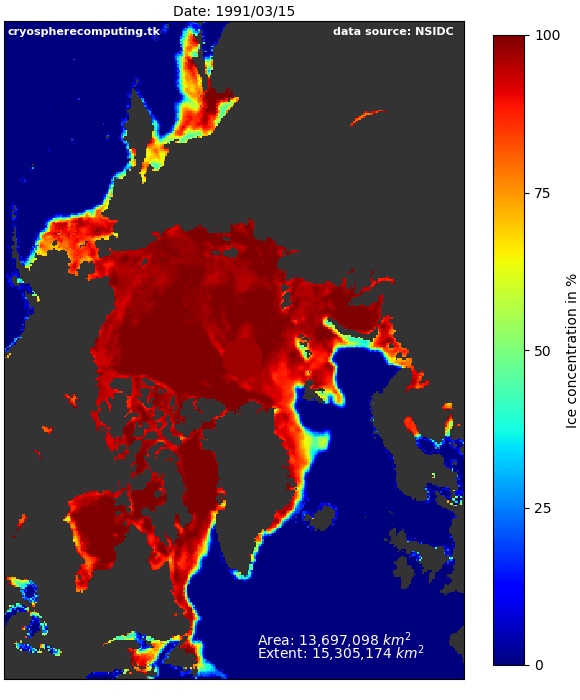 Date: 1991/03/15
cryospherecomputing.tk
data source: NSIDC
100
75
50
25
0
Ice concentration in %
Area: 13,697,098 km²
Extent: 15,305,174 km²